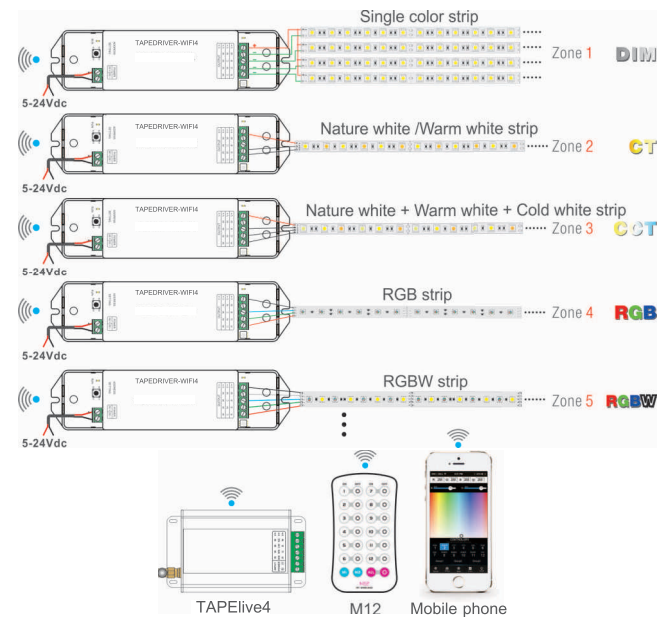 Single color strip
TAPEDRIVER-WIFI4
Zone 1
DIM
5-24Vdc
Nature white /Warm white strip
TAPEDRIVER-WIFI4
Zone 2
CT
5-24Vdc
Nature white + Warm white + Cold white strip
TAPEDRIVER-WIFI4
Zone 3
CCT
5-24Vdc
RGB strip
TAPEDRIVER-WIFI4
Zone 4
RGB
5-24Vdc
RGBW strip
TAPEDRIVER-WIFI4
Zone 5
RGBW
5-24Vdc
TAPElive4
M12
Mobile phone